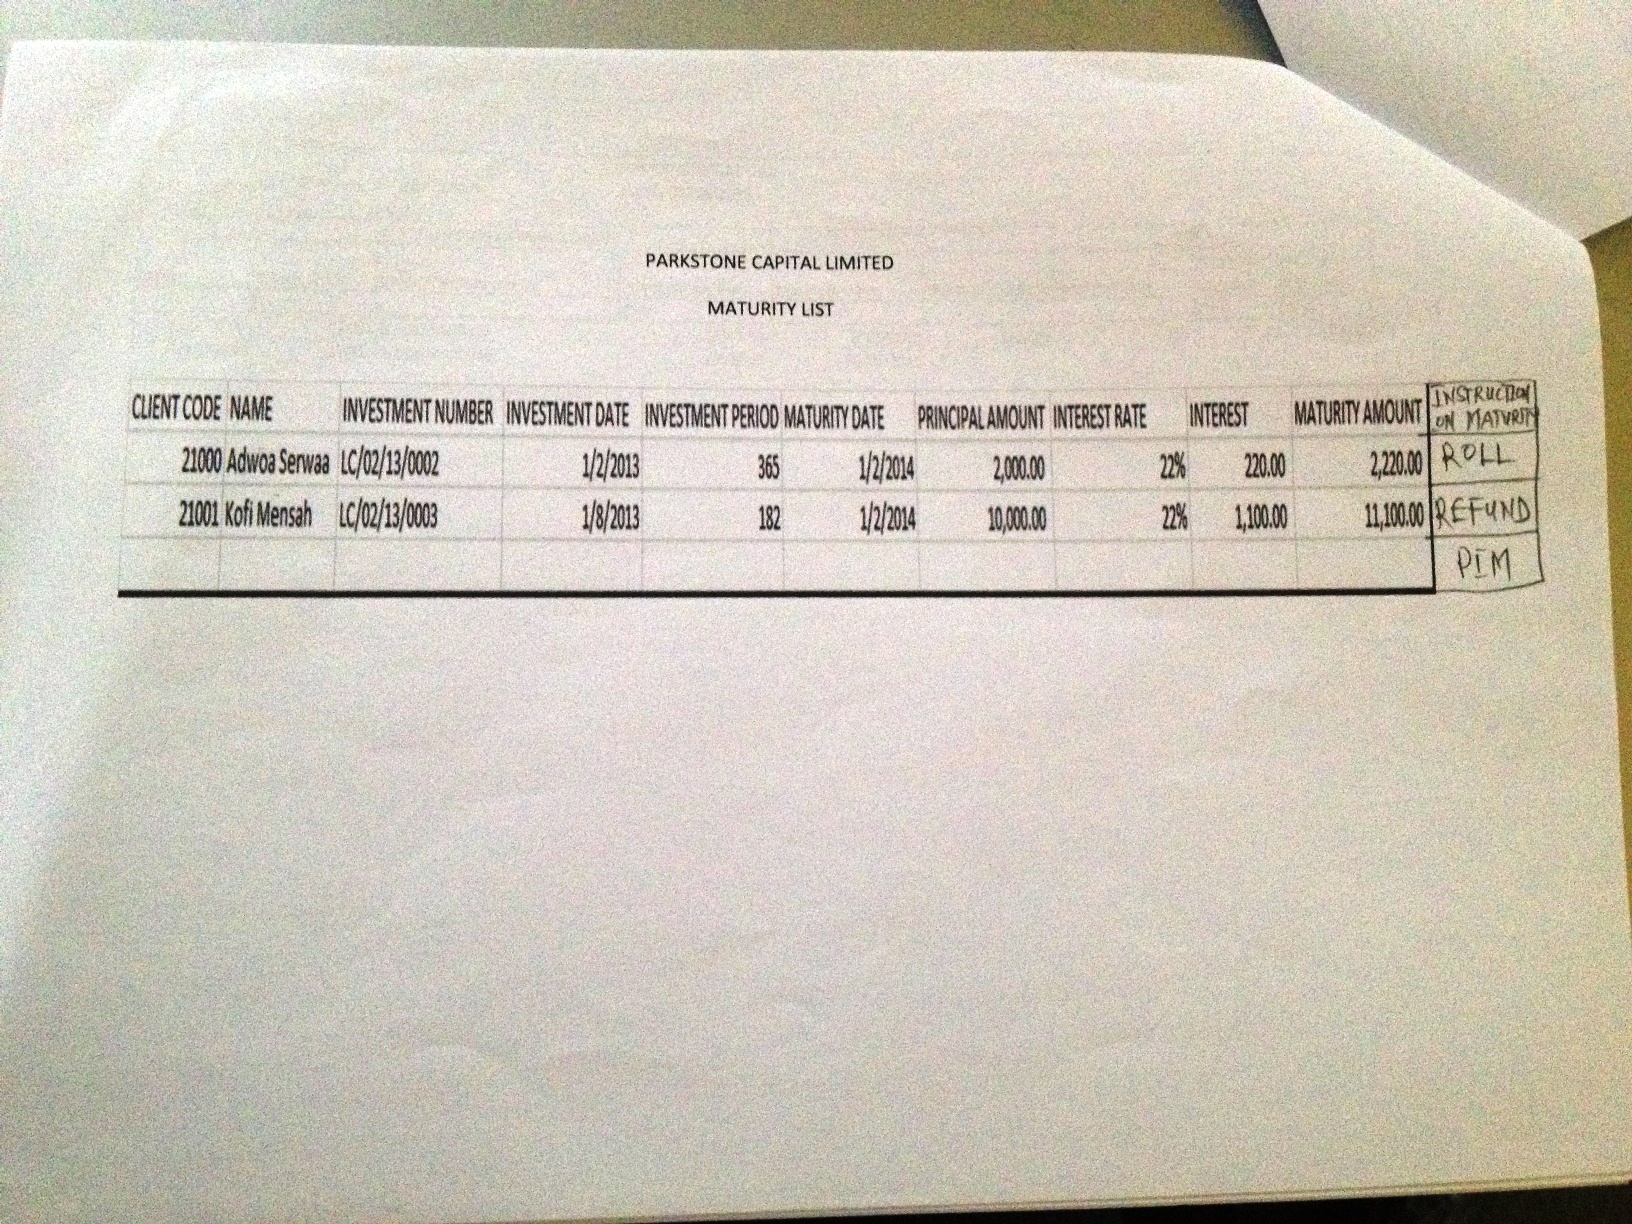 PARKSTONE CAPITAL LIMITED
MATURITY LIST
CLIENT CODE NAME INVESTMENT NUMBER INVESTMENT DATE INVESTMENT PERIOD MATURITY DATE PRINCIPAL AMOUNT INTEREST RATE INTEREST MATURITY AMOUNT INSTRUCTION ON MATURITY
21000 Adwoa Serwaa LC/02/13/0002 1/2/2013 365 1/2/2014 2,000.00 22% 220.00 2,220.00 ROLL
21001 Kofi Mensah LC/02/13/0003 1/8/2013 182 1/2/2014 10,000.00 22% 1,100.00 11,100.00 REFUND
PIM